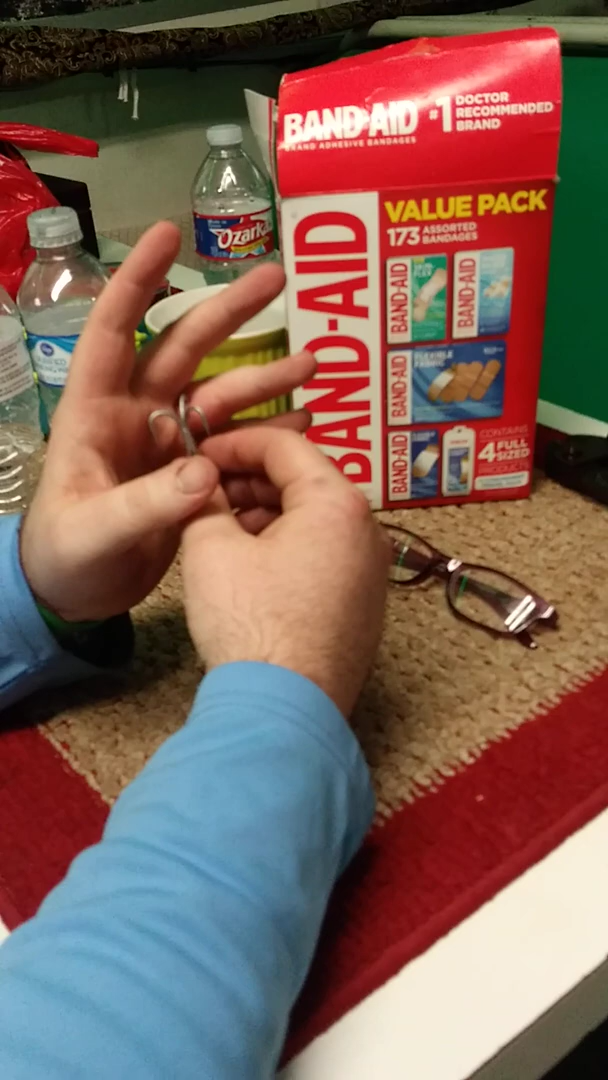 BAND-AID
BRAND ADHESIVE BANDAGES
#1 DOCTOR
RECOMMENDED
BRAND
BAND-AID
VALUE PACK
173 ASSORTED
BANDAGES
BAND-AID
BAND-AID
BAND-AID
FLEXIBLE
FABRIC
BAND-AID
CONTAINS
4 FULL
SIZED
PRODUCTS
Ozarka